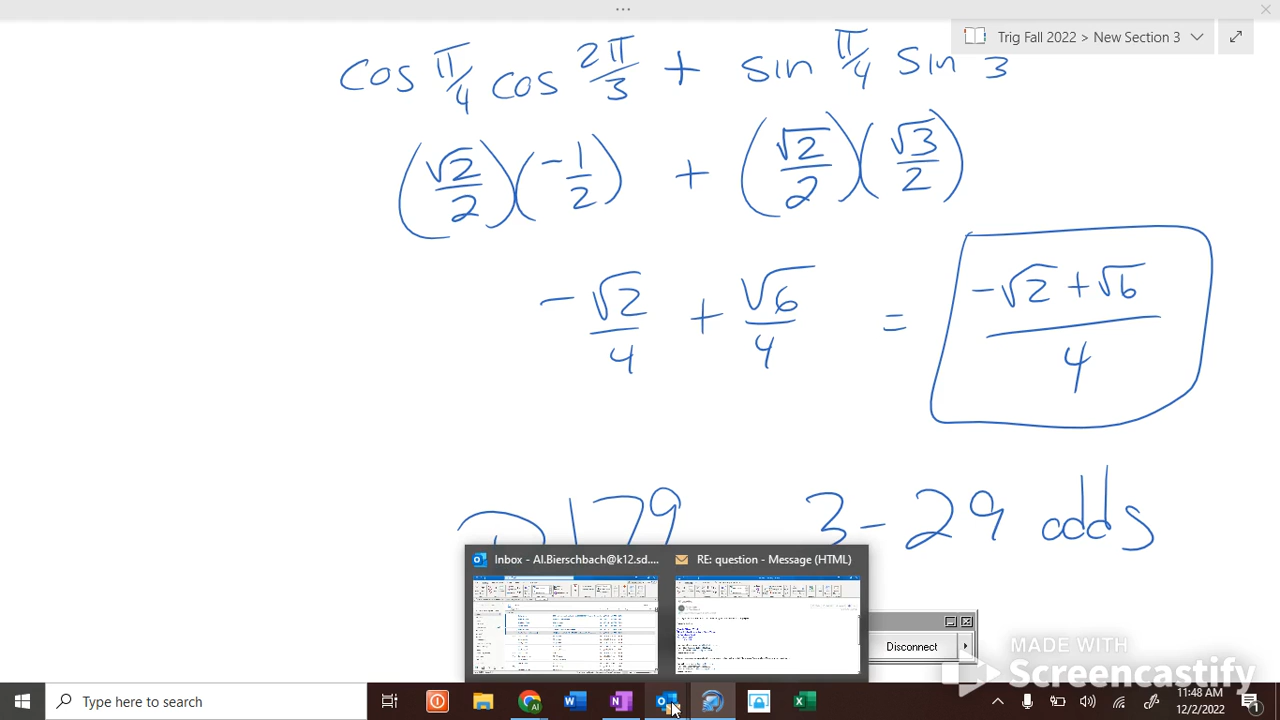 ...
Trig Fall 2022 > New Section 3
cos π/4 cos 2π/3 + sin π/4 sin 3
(√2/2)(-1/2) + (√2/2)(√3/2)
-√2/4 + √6/4 = -√2+√6/4
179 3-29 odds
Inbox - Al.Bierschbach@k12.sd....
RE: question - Message (HTML)
Disconnect
MADE WITH
Screencastify
Type here to search
11:48 AM
12/2/2022
1